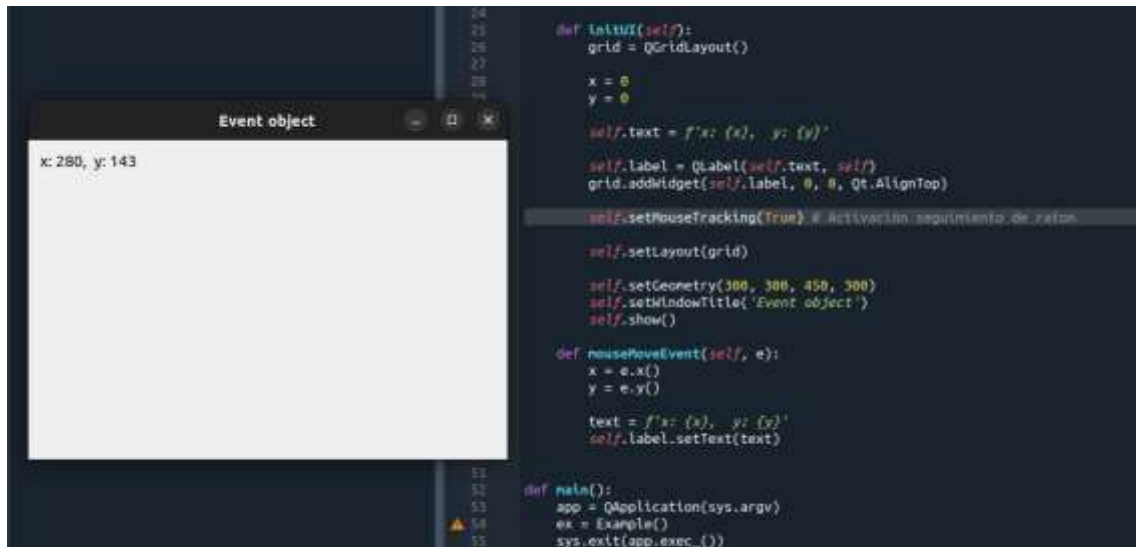 Event object
x: 280, y: 143
24
25 def initUI(self):
26 grid = QGridLayout()
27
28 x = 0
y = 0
self.text = f'x: {x}, y: {y}'
self.label = QLabel(self.text, self)
grid.addWidget(self.label, 0, 0, Qt.AlignTop)
self.setMouseTracking(True) # Activación seguimiento de raton
self.setLayout(grid)
self.setGeometry(300, 300, 450, 300)
self.setWindowTitle('Event object')
self.show()
def mouseMoveEvent(self, e):
x = e.x()
y = e.y()
text = f'x: {x}, y: {y}'
self.label.setText(text)
51
52 def main():
53 app = QApplication(sys.argv)
54 ex = Example()
55 sys.exit(app.exec_())